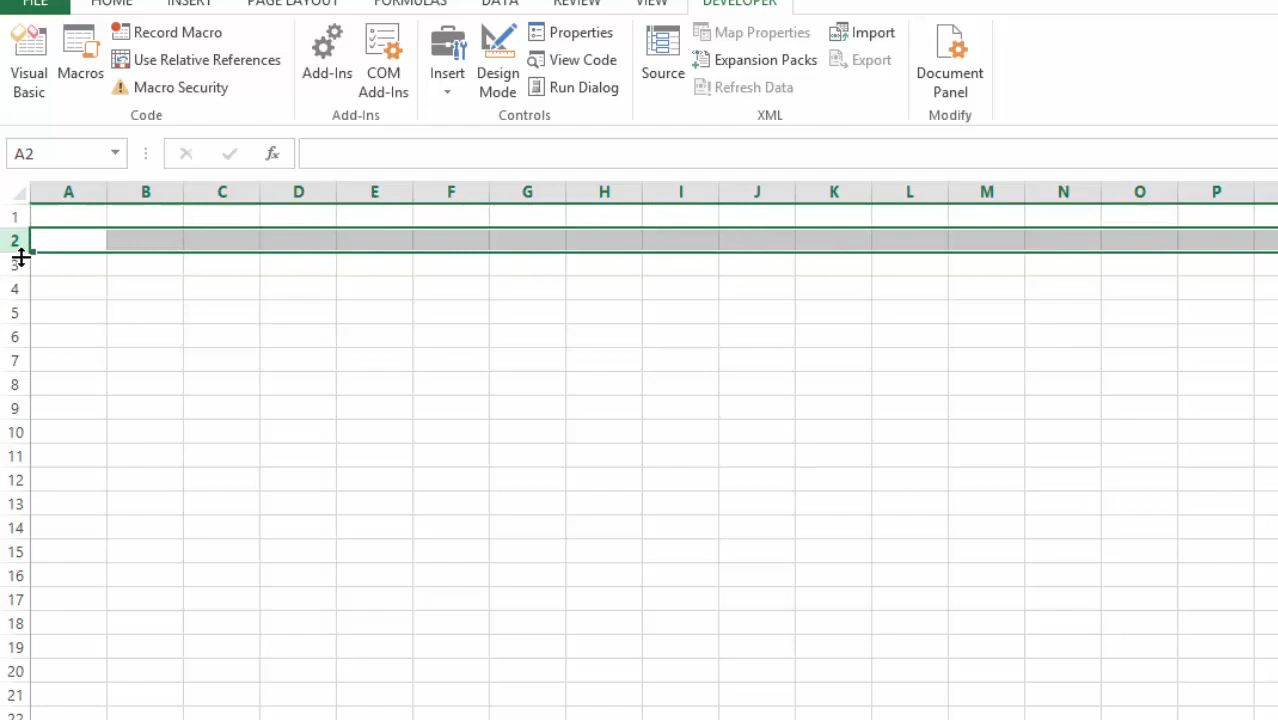 FILE HOME INSERT PAGE LAYOUT FORMULAS DATA REVIEW VIEW DEVELOPER
Visual Basic
Macros
Record Macro
Use Relative References
Macro Security
Code
Add-Ins
COM Add-Ins
Add-Ins
Insert
Design Mode
Properties
View Code
Run Dialog
Controls
Source
Map Properties
Expansion Packs
Refresh Data
Import
Export
XML
Document Panel
Modify
A2
fx
A B C D E F G H I J K L M N O P
1
2
3
4
5
6
7
8
9
10
11
12
13
14
15
16
17
18
19
20
21
22